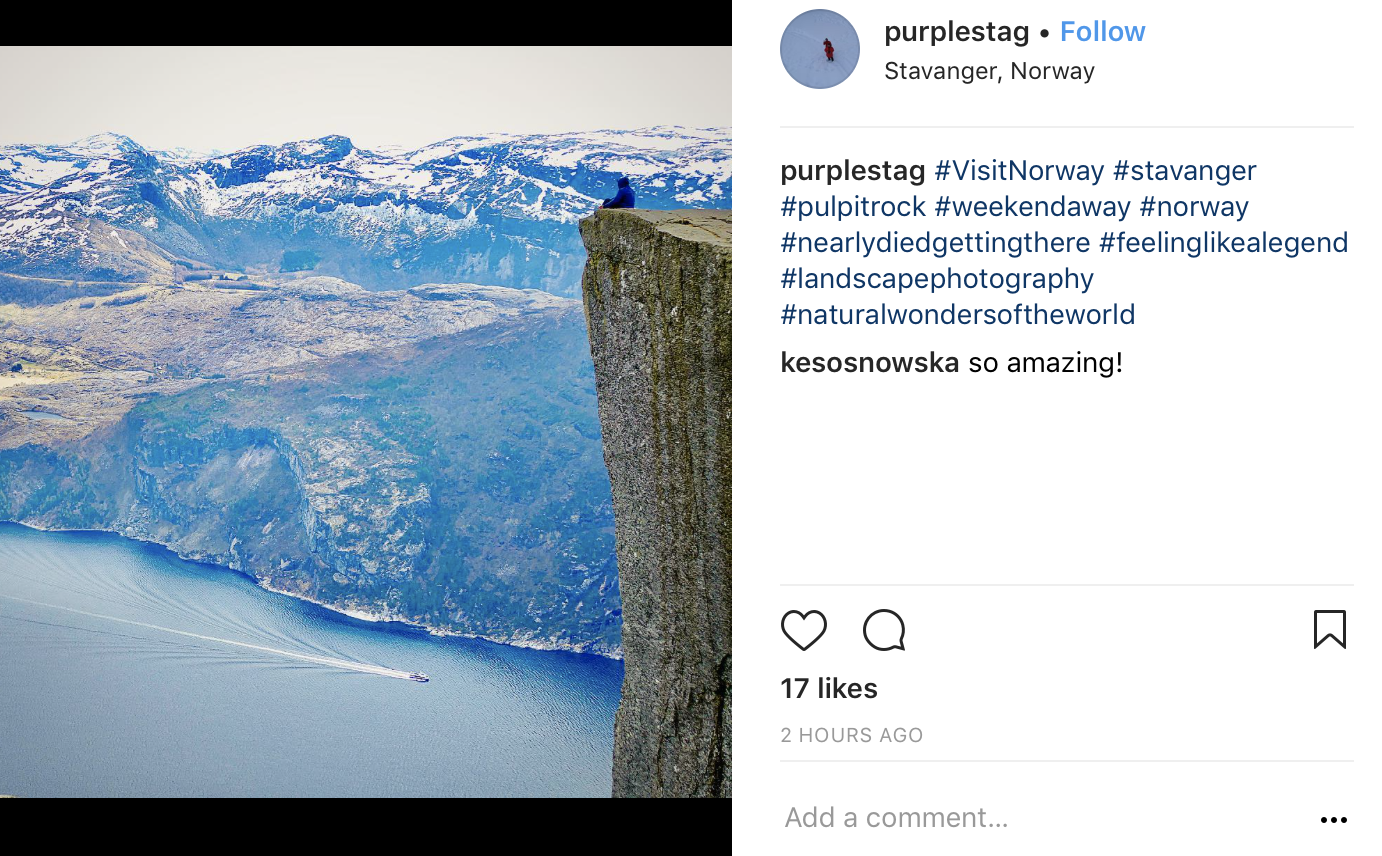 purplestag • Follow
Stavanger, Norway
purplestag #VisitNorway #stavanger
#pulpitrock #weekendaway #norway
#nearlydiedgettingthere #feelinglikealegend
#landscapephotography
#naturalwondersoftheworld
kesosnowska so amazing!
17 likes
2 HOURS AGO
Add a comment...